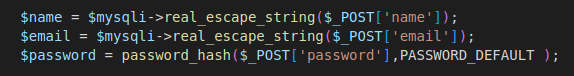 $name = $mysqli->real_escape_string($_POST['name']);
$email = $mysqli->real_escape_string($_POST['email']);
$password = password_hash($_POST['password'],PASSWORD_DEFAULT );